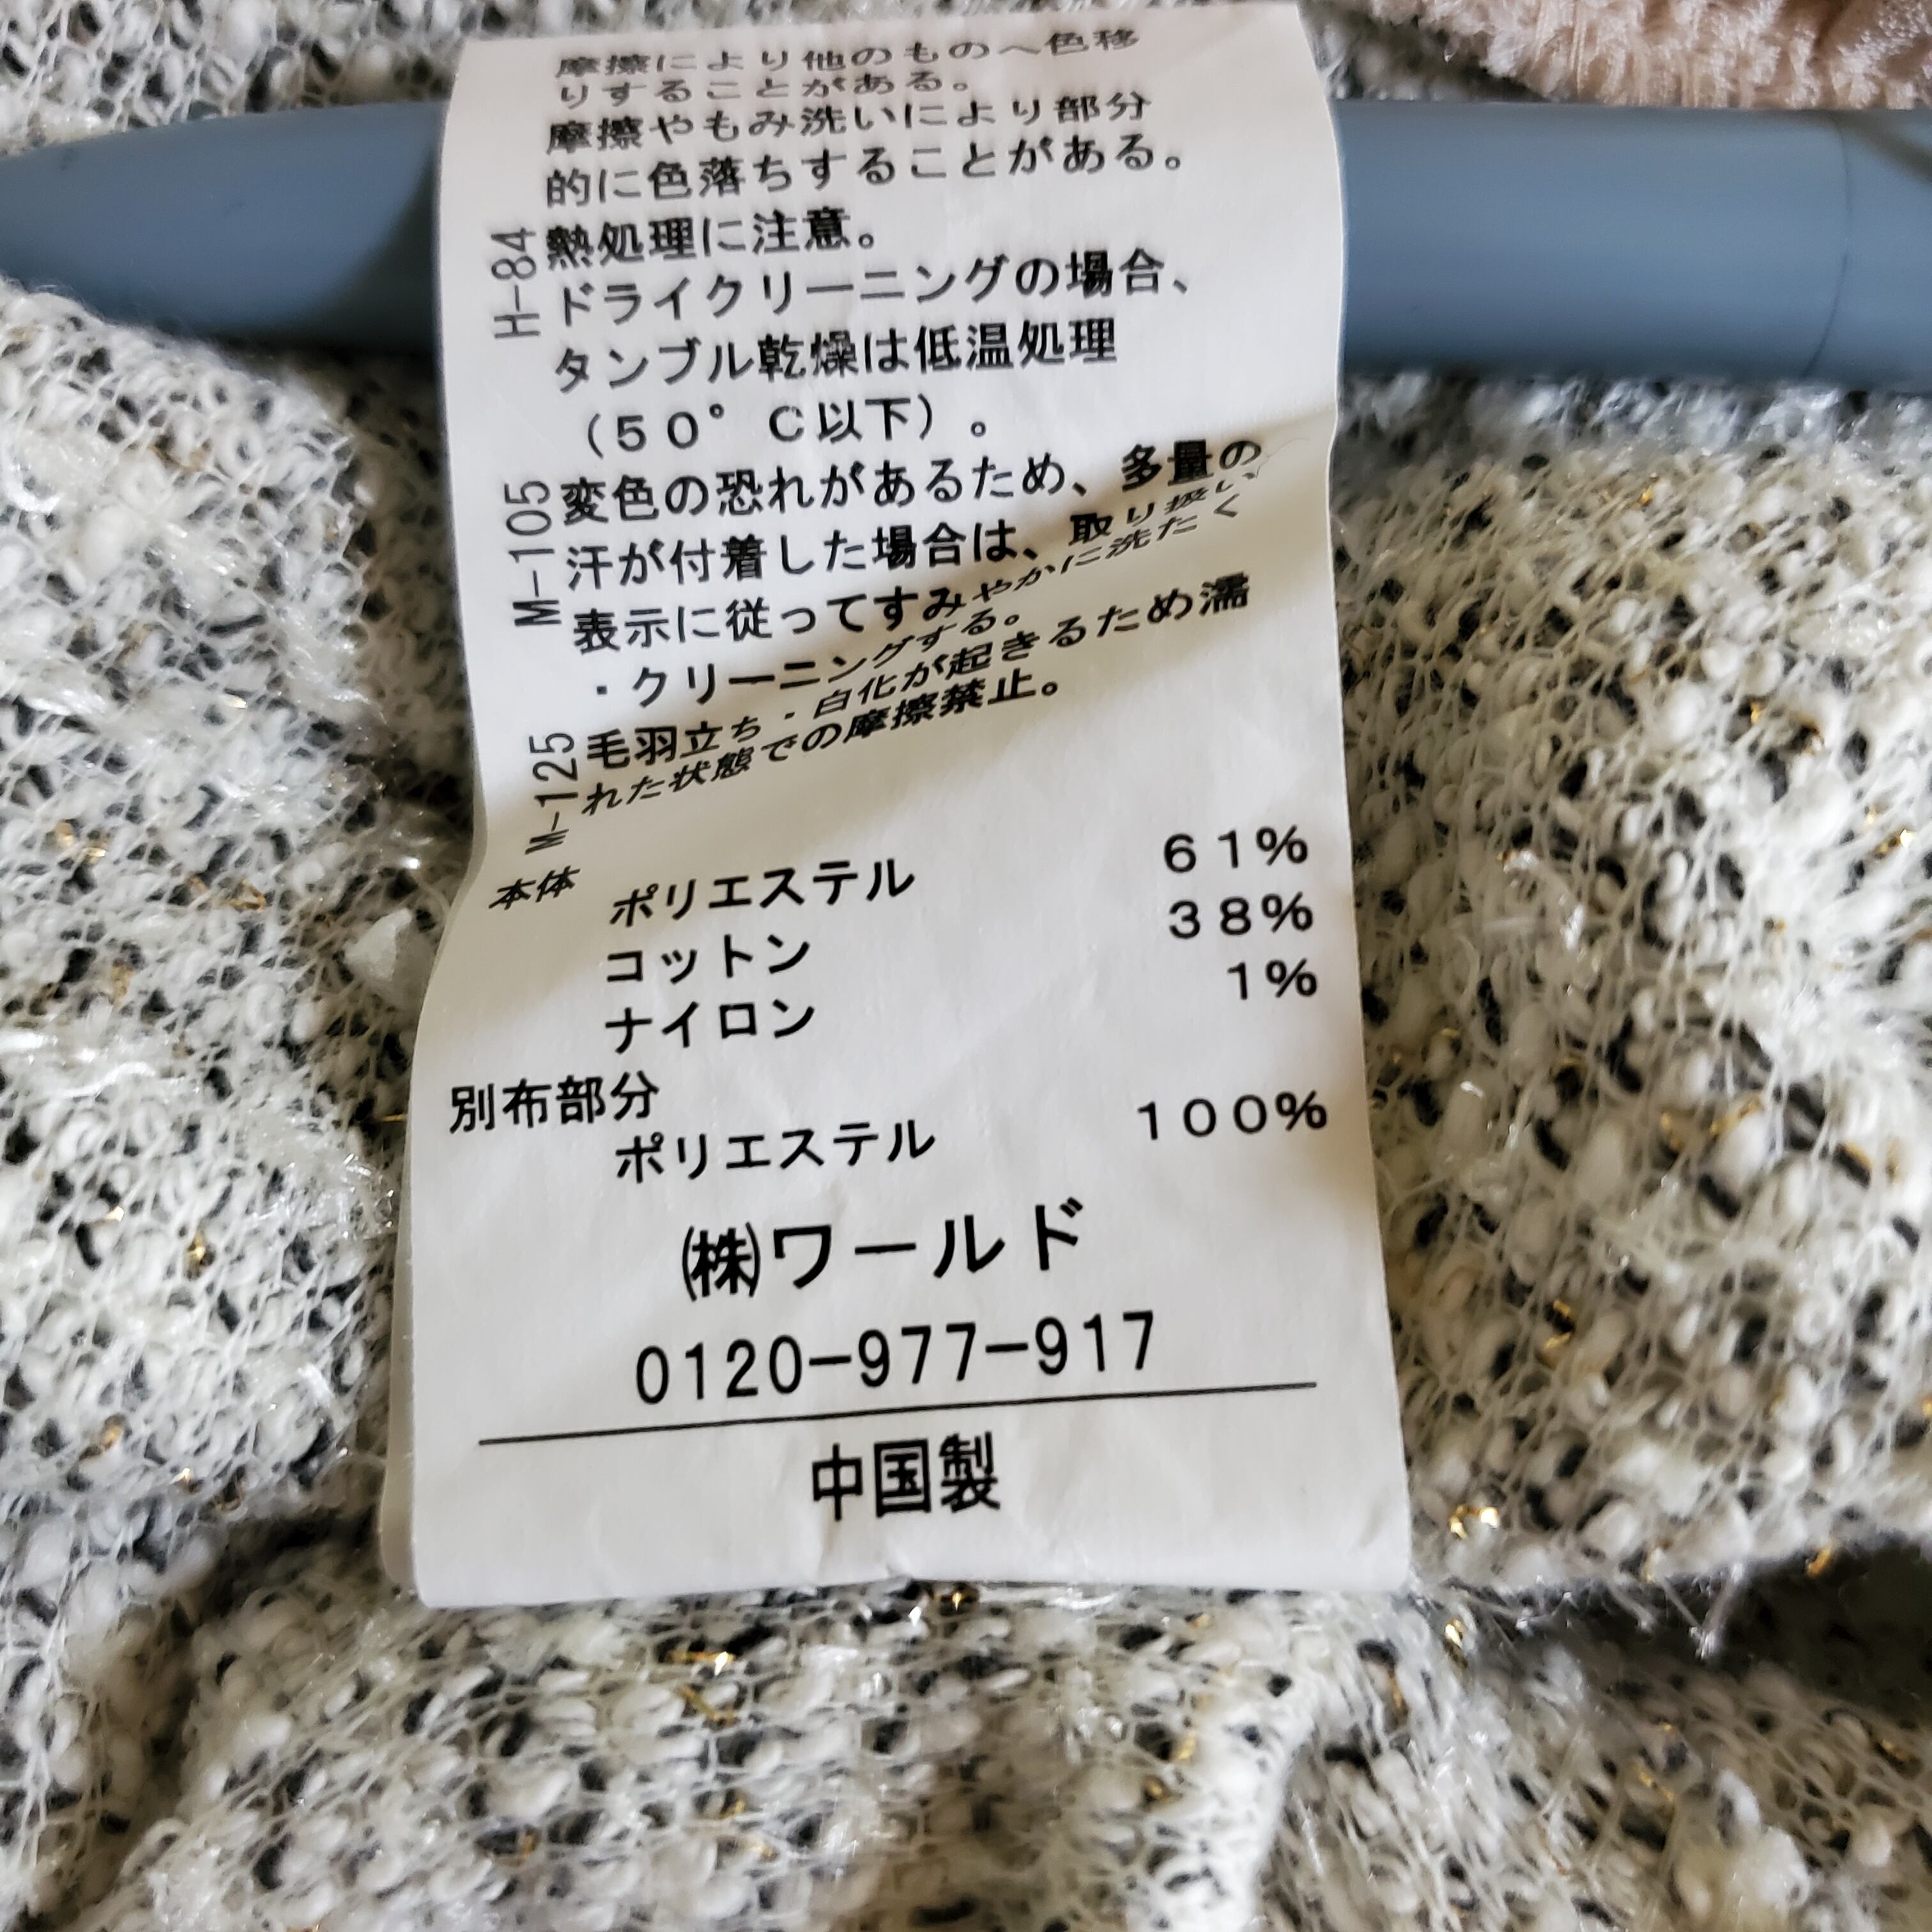 摩擦により他のものへ色移
りすることがある。
摩擦やもみ洗いにより部分
的に色落ちすることがある。
H-84 熱処理に注意。
ドライクリーニングの場合、
タンブル乾燥は低温処理
（50°C以下）。
M-105 変色の恐れがあるため、多量の
汗が付着した場合は、取り扱い
表示に従ってすみやかに洗たく
・クリーニングする。
M-125 毛羽立ち・白化が起きるため濡
れた状態での摩擦禁止。
本体
ポリエステル 61%
コットン 38%
ナイロン 1%
別布部分
ポリエステル 100%
㈱ワールド
0120-977-917
中国製